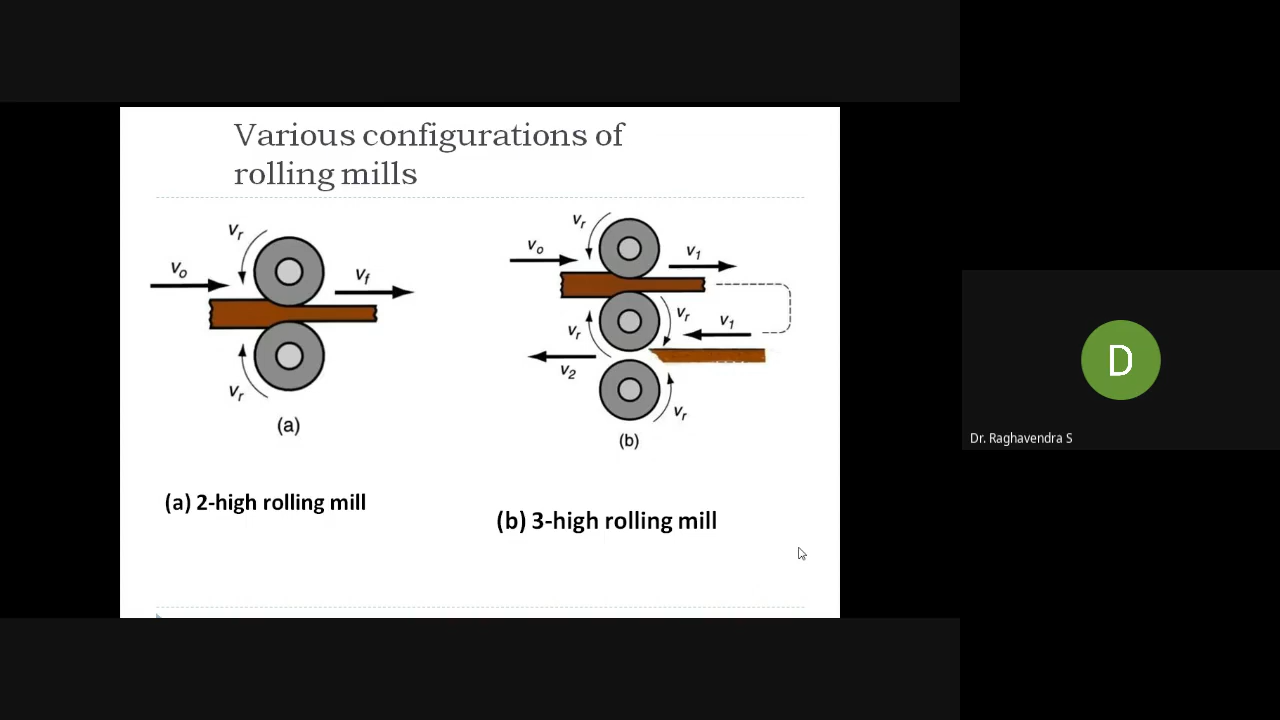 Various configurations of
rolling mills
vr
vo
vf
vr
(a)
vr
vo
v1
vr
v1
vr
v2
vr
(b)
(a) 2-high rolling mill
(b) 3-high rolling mill
D
Dr. Raghavendra S